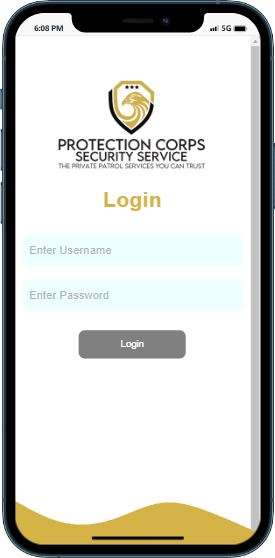 6:08 PM 5G
PROTECTION CORPS
SECURITY SERVICE
THE PRIVATE PATROL SERVICES YOU CAN TRUST
Login
Enter Username
Enter Password
Login